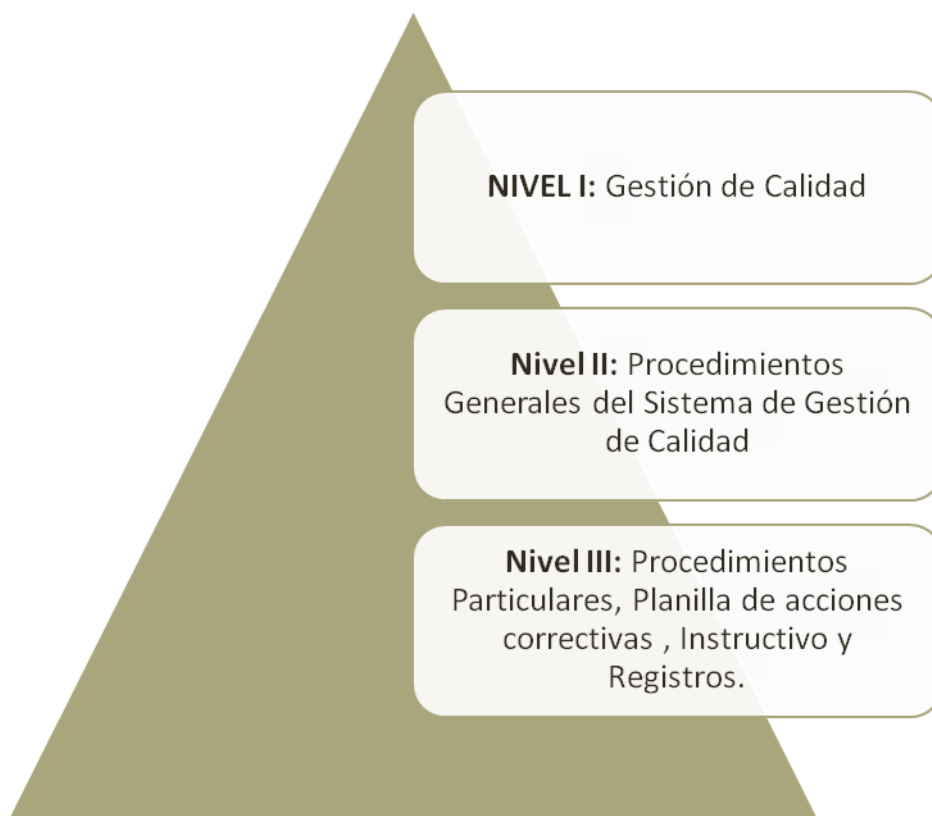 NIVEL I: Gestión de Calidad
Nivel II: Procedimientos
Generales del Sistema de Gestión
de Calidad
Nivel III: Procedimientos
Particulares, Planilla de acciones
correctivas , Instructivo y
Registros.